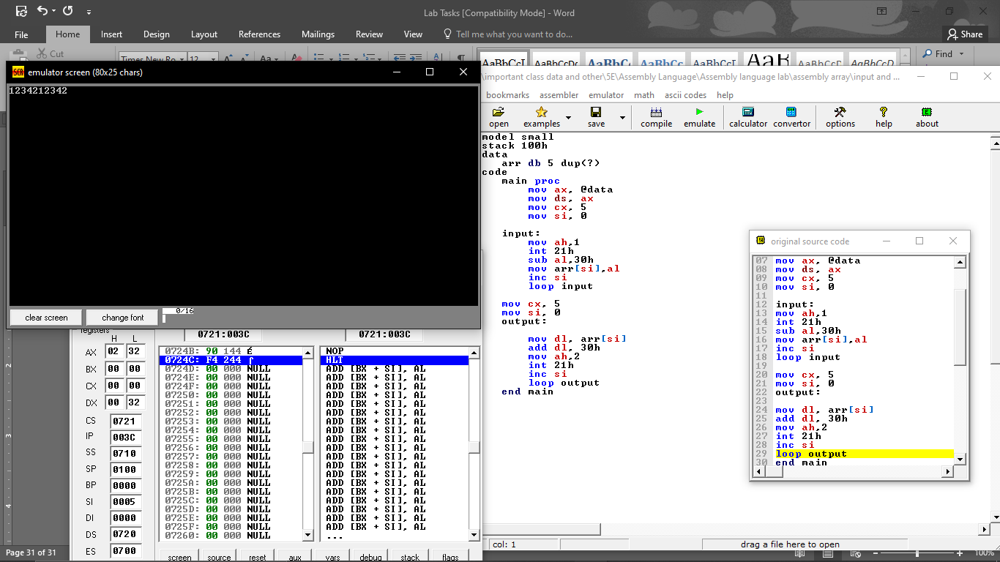 Lab Tasks [Compatibility Mode] - Word
File Home Insert Design Layout References Mailings Review View Tell me what you want to do... Share
Cut
Times New Ro 12
Find
emulator screen (80x25 chars)
1234212342
clear screen change font 0/16
\important class data and other\5E\Assembly Language\Assembly language lab\assembly array\input and ...
bookmarks assembler emulator math ascii codes help
open examples save compile emulate calculator convertor options help about
model small
stack 100h
data
arr db 5 dup(?)
code
main proc
mov ax, @data
mov ds, ax
mov cx, 5
mov si, 0
input:
mov ah,1
int 21h
sub al,30h
mov arr[si],al
inc si
loop input
mov cx, 5
mov si, 0
output:
mov dl, arr[si]
add dl, 30h
mov ah,2
int 21h
inc si
loop output
end main
col: 1
drag a file here to open
original source code
07 mov ax, @data
08 mov ds, ax
09 mov cx, 5
10 mov si, 0
11
12 input:
13 mov ah,1
14 int 21h
15 sub al,30h
16 mov arr[si],al
17 inc si
18 loop input
19
20 mov cx, 5
21 mov si, 0
22 output:
23
24 mov dl, arr[si]
25 add dl, 30h
26 mov ah,2
27 int 21h
28 inc si
29 loop output
30 end main
registers
H L
AX 02 32
BX 00 00
CX 00 00
DX 00 32
CS 0721
IP 003C
SS 0710
SP 0100
BP 0000
SI 0005
DI 0000
DS 0720
ES 0700
0721:003C 0721:003C
0724B: 90 144 É NOP
0724C: F4 244 ⌠ HLT
0724D: 00 000 NULL ADD [BX + SI], AL
0724E: 00 000 NULL ADD [BX + SI], AL
0724F: 00 000 NULL ADD [BX + SI], AL
07250: 00 000 NULL ADD [BX + SI], AL
07251: 00 000 NULL ADD [BX + SI], AL
07252: 00 000 NULL ADD [BX + SI], AL
07253: 00 000 NULL ADD [BX + SI], AL
07254: 00 000 NULL ADD [BX + SI], AL
07255: 00 000 NULL ADD [BX + SI], AL
07256: 00 000 NULL ADD [BX + SI], AL
07257: 00 000 NULL ADD [BX + SI], AL
07258: 00 000 NULL ADD [BX + SI], AL
07259: 00 000 NULL ADD [BX + SI], AL
0725A: 00 000 NULL ADD [BX + SI], AL
0725B: 00 000 NULL ADD [BX + SI], AL
0725C: 00 000 NULL ADD [BX + SI], AL
0725D: 00 000 NULL ADD [BX + SI], AL
0725E: 00 000 NULL ADD [BX + SI], AL
0725F: 00 000 NULL ADD [BX + SI], AL
07260: 00 000 NULL ...
screen source reset aux vars debug stack flags
Page 31 of 31
100%